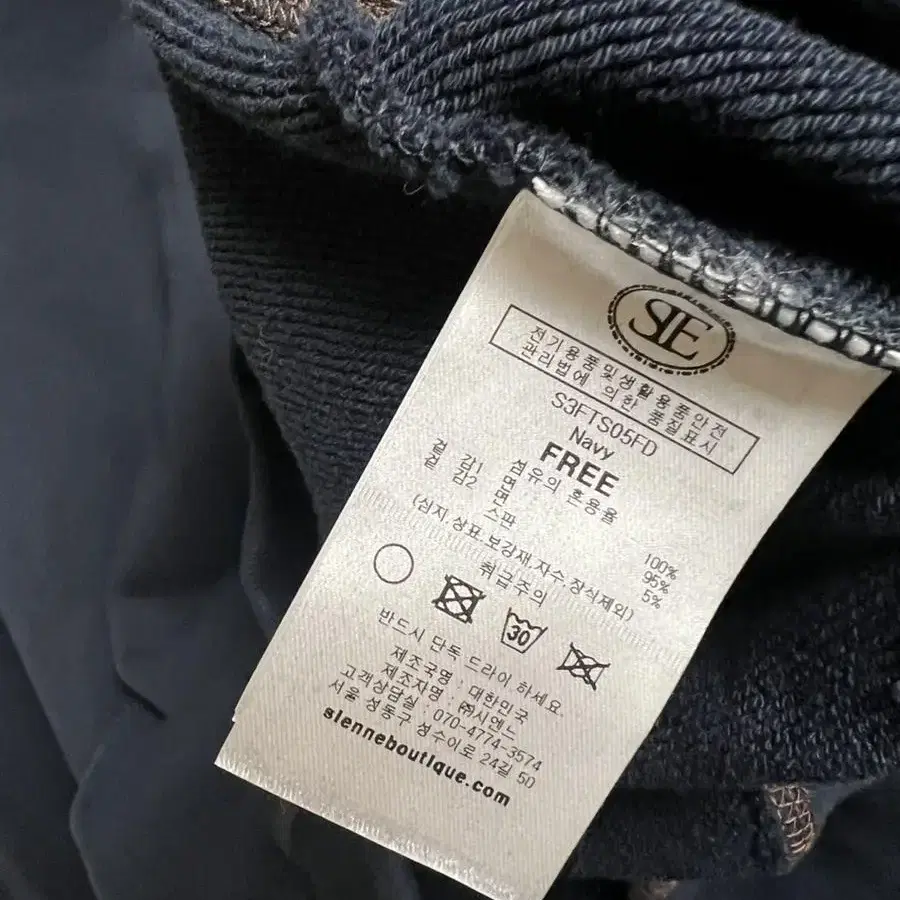 SIE
전기용품및생활용품안전
관리법에 의한 품질표시
S3FTS05FD
Navy
FREE
섬유의 혼용율
겉감1 면 100%
겉감2 면 95%
스판 5%
(심지.상표.보강재.자수 장식제외)
취급주의
30
반드시 단독 드라이 하세요.
제조국명 : 대한민국
제조자명 : ㈜시엔느
고객상담실 : 070-4774-3574
서울 성동구 성수이로 24길 50
sienneboutique.com